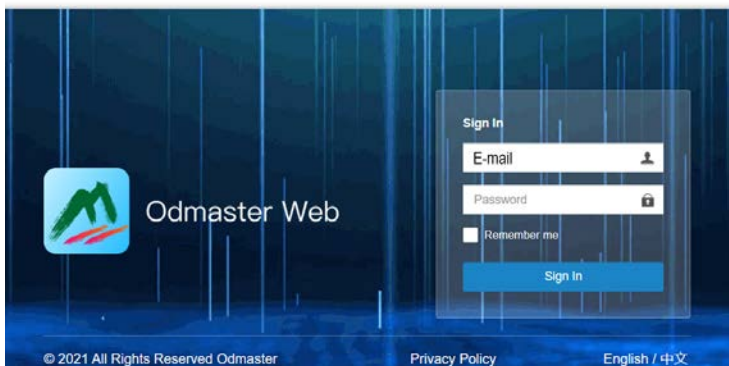 Sign In
E-mail
Password
Odmaster Web
Remember me
Sign In
© 2021 All Rights Reserved Odmaster
Privacy Policy
English / 中文